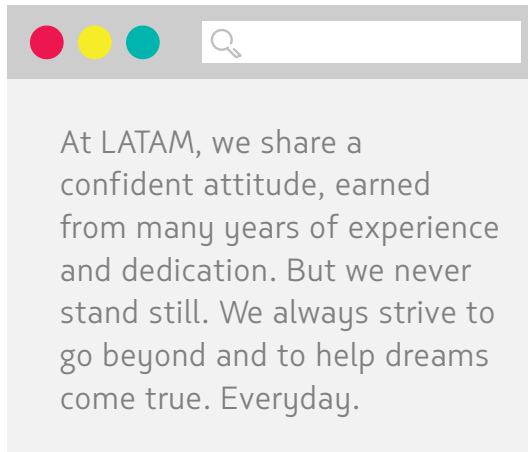 At LATAM, we share a
confident attitude, earned
from many years of experience
and dedication. But we never
stand still. We always strive to
go beyond and to help dreams
come true. Everyday.